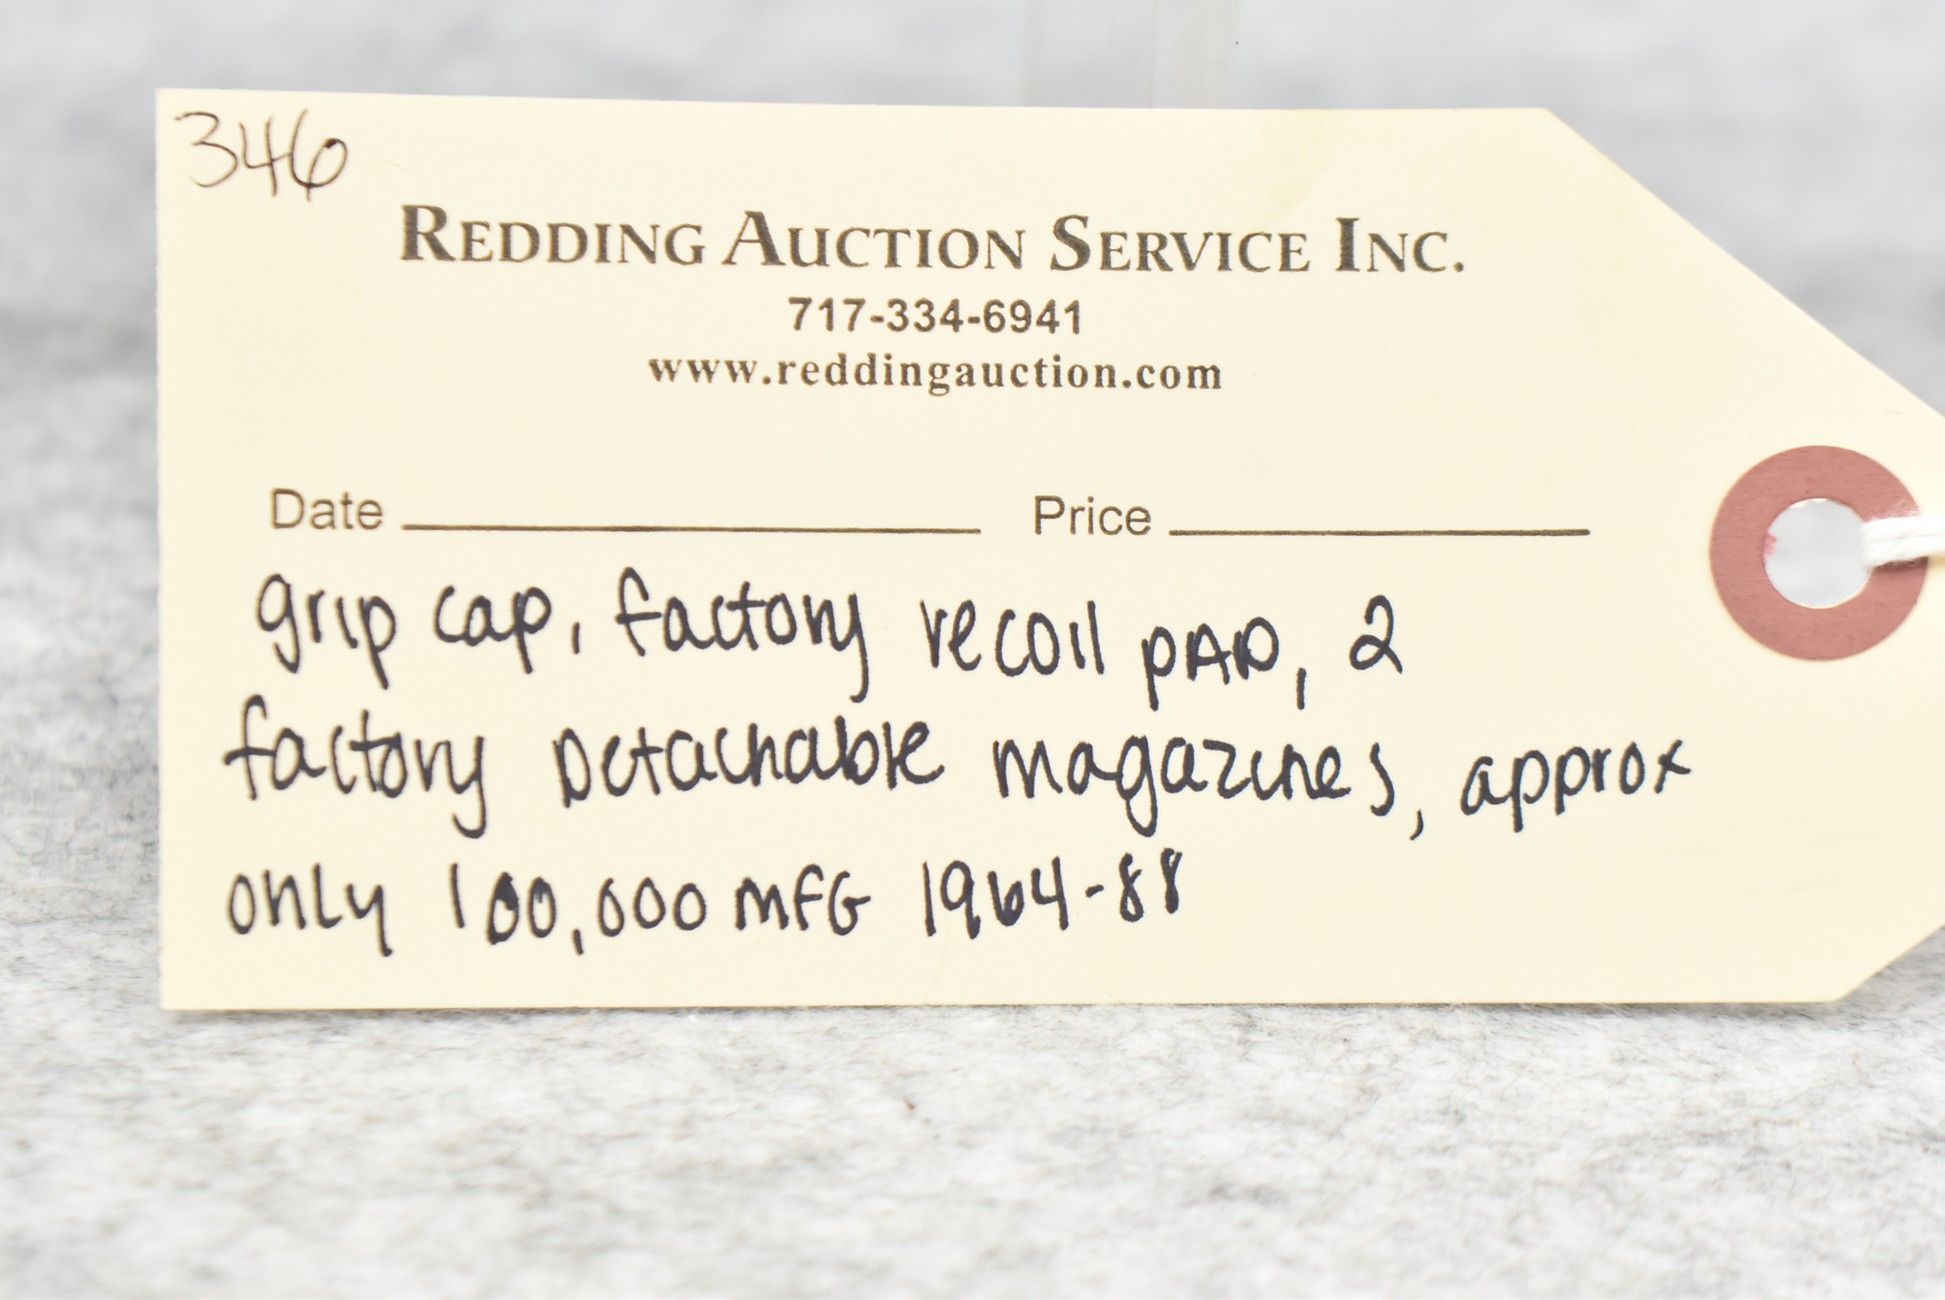 346
REDDING AUCTION SERVICE INC.
717-334-6941
www.reddingauction.com
Date Price
grip cap, factory recoil pAD, 2
factory Detachable magazines, approx
only 100,000 MFG 1964-88